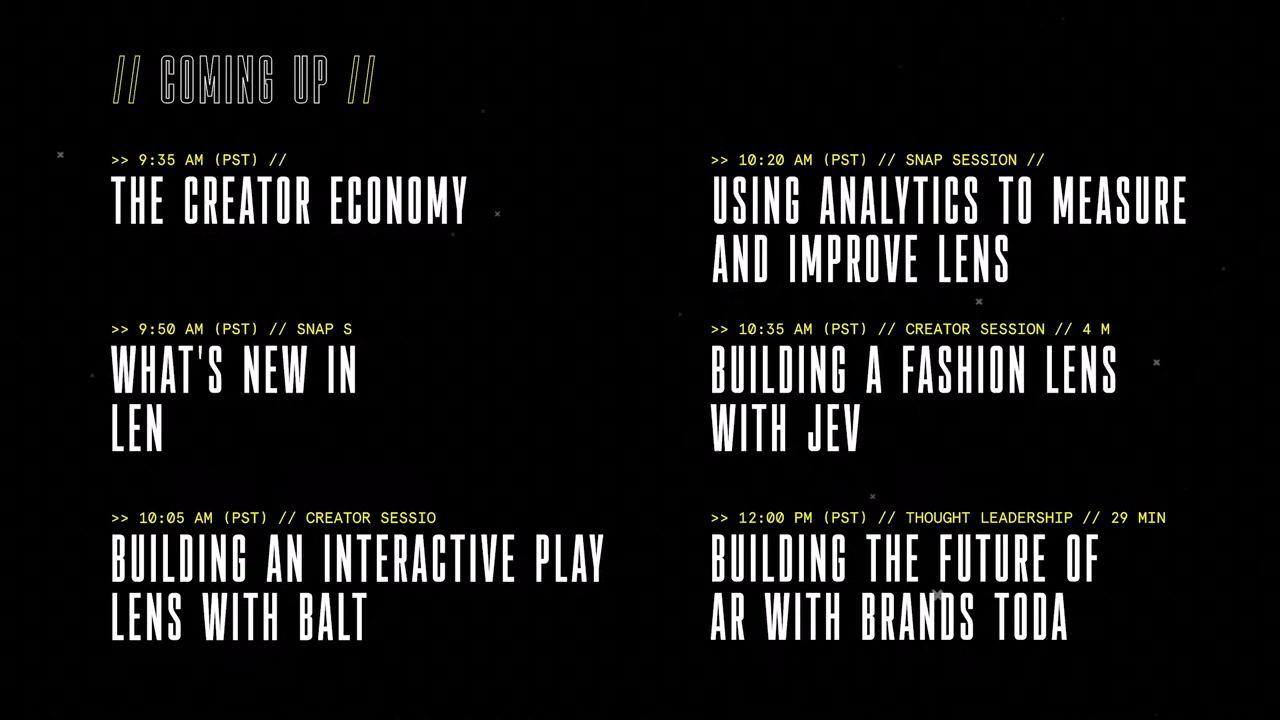 // COMING UP //
>> 9:35 AM (PST) //
THE CREATOR ECONOMY
>> 9:50 AM (PST) // SNAP S
WHAT'S NEW IN
LEN
>> 10:05 AM (PST) // CREATOR SESSIO
BUILDING AN INTERACTIVE PLAY
LENS WITH BALT
>> 10:20 AM (PST) // SNAP SESSION //
USING ANALYTICS TO MEASURE
AND IMPROVE LENS
>> 10:35 AM (PST) // CREATOR SESSION // 4 M
BUILDING A FASHION LENS
WITH JEV
>> 12:00 PM (PST) // THOUGHT LEADERSHIP // 29 MIN
BUILDING THE FUTURE OF
AR WITH BRANDS TODA